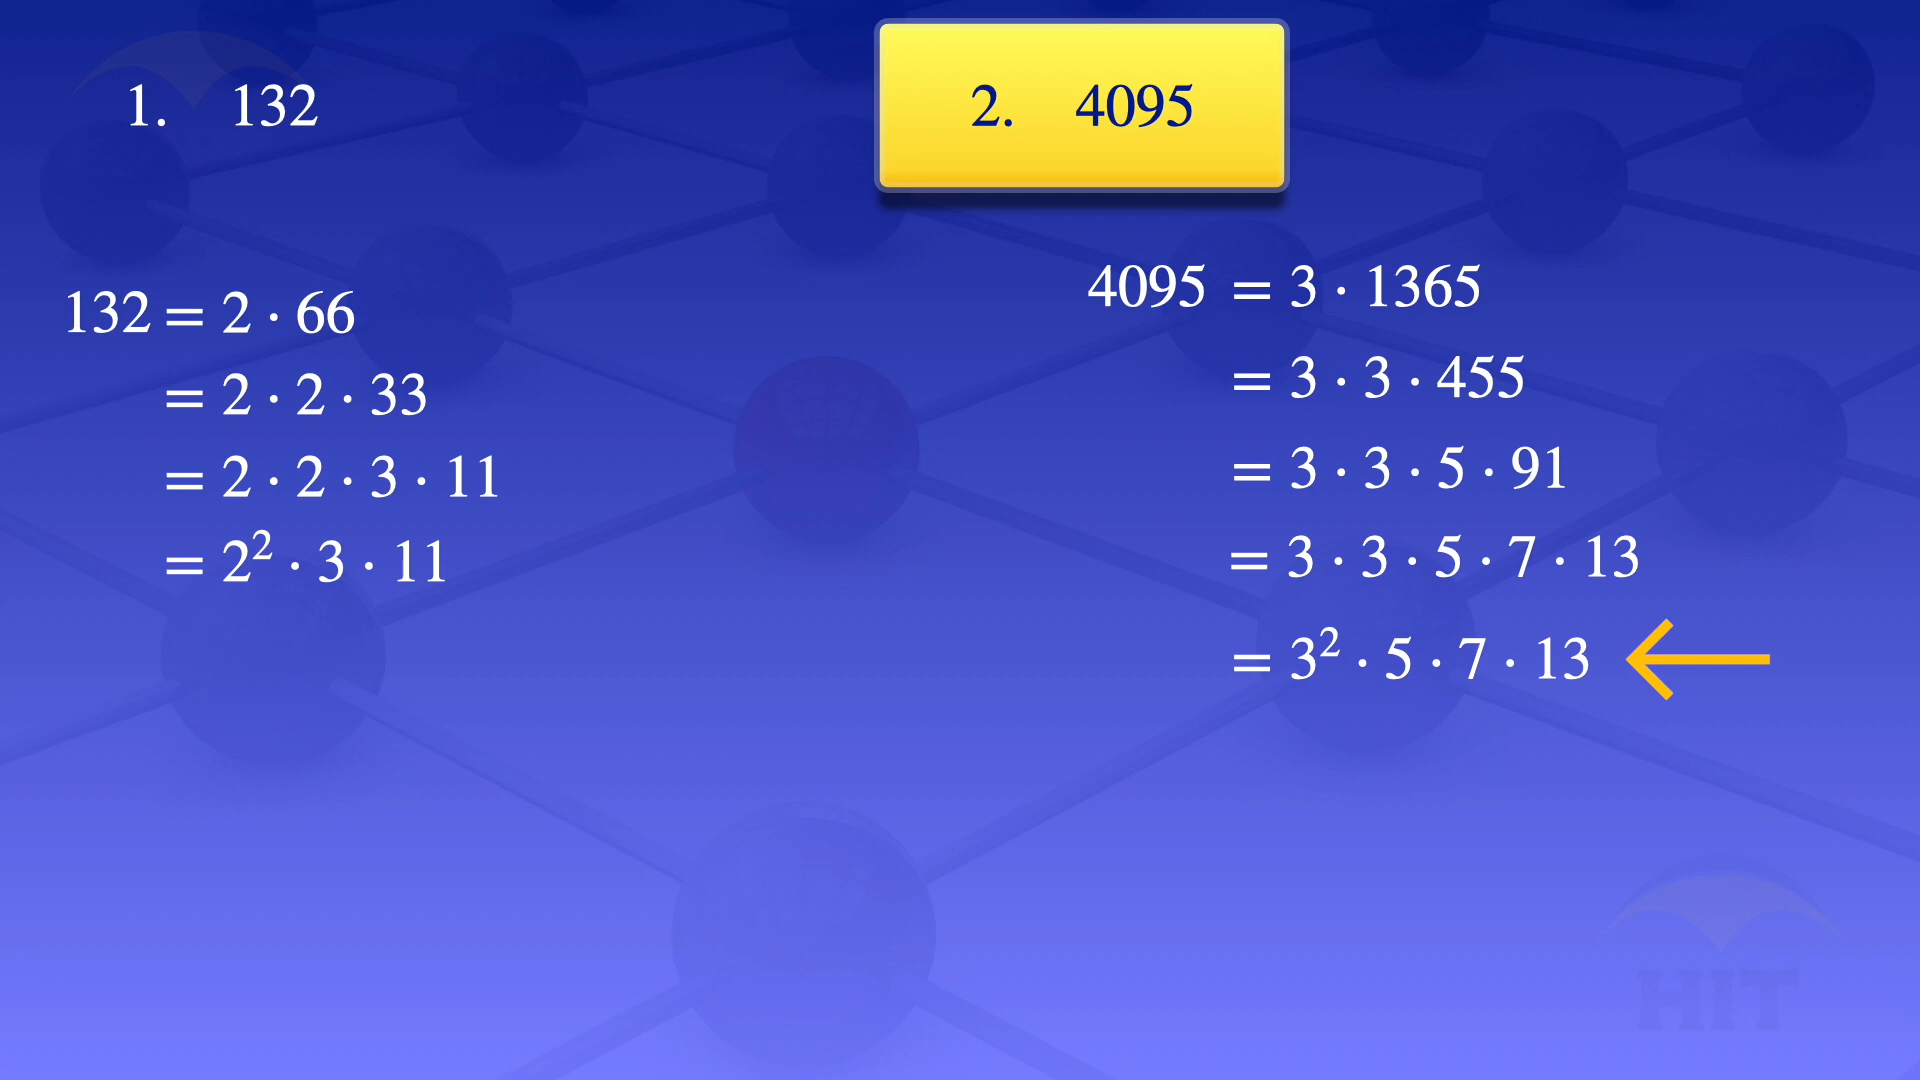 1. 132
132 = 2 · 66
= 2 · 2 · 33
= 2 · 2 · 3 · 11
= 2² · 3 · 11
2. 4095
4095 = 3 · 1365
= 3 · 3 · 455
= 3 · 3 · 5 · 91
= 3 · 3 · 5 · 7 · 13
= 3² · 5 · 7 · 13
HIT